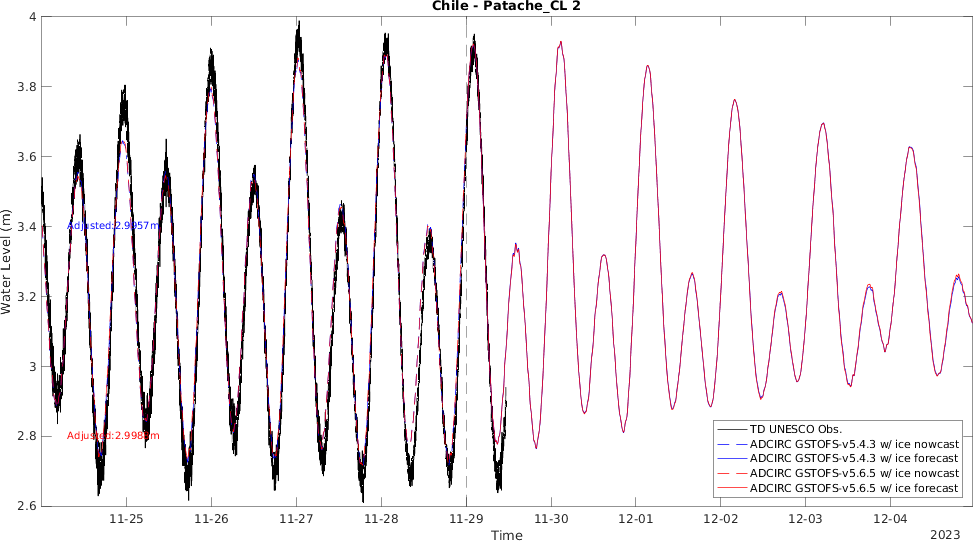 Chile - Patache_CL 2
Water Level (m)
4
3.8
3.6
3.4
3.2
3
2.8
2.6
Adjusted:2.9957m
TD UNESCO Obs.
ADCIRC GSTOFS-v5.4.3 w/ ice nowcast
ADCIRC GSTOFS-v5.4.3 w/ ice forecast
ADCIRC GSTOFS-v5.6.5 w/ ice nowcast
ADCIRC GSTOFS-v5.6.5 w/ ice forecast
11-25 11-26 11-27 11-28 11-29 11-30 12-01 12-02 12-03 12-04
Time
2023